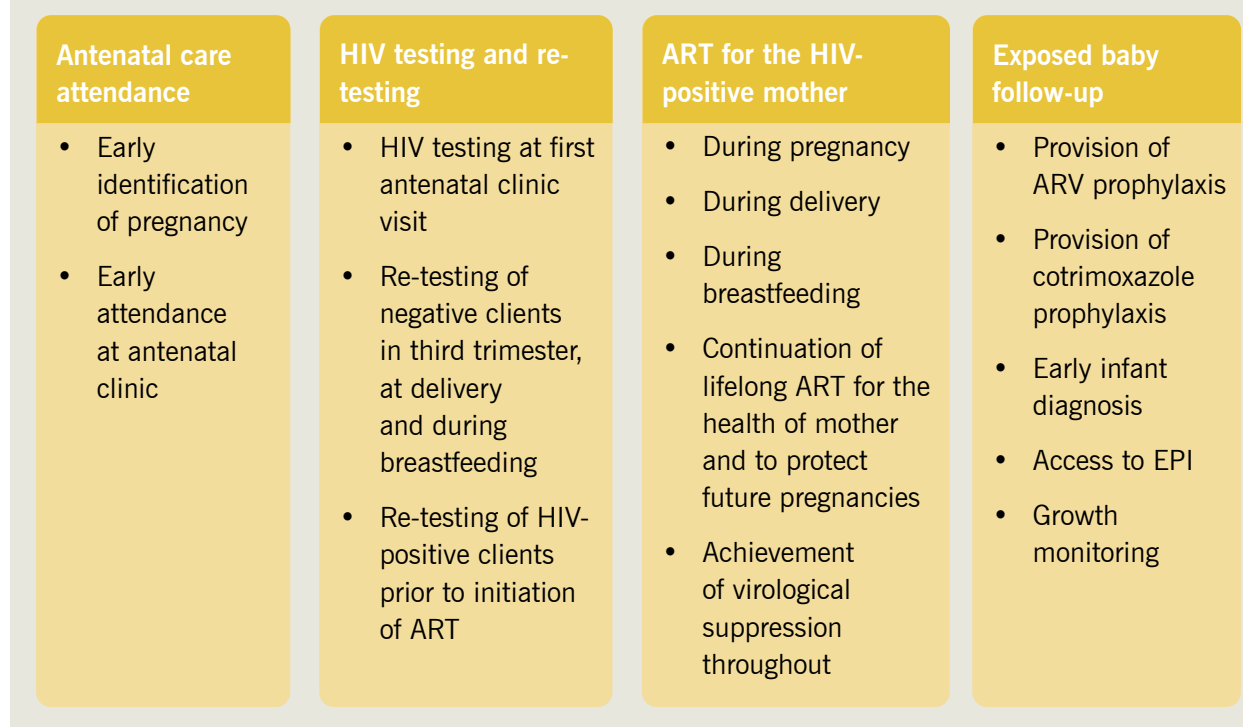 Antenatal care
attendance
• Early
identification
of pregnancy
• Early
attendance
at antenatal
clinic
HIV testing and re-
testing
• HIV testing at first
antenatal clinic
visit
• Re-testing of
negative clients
in third trimester,
at delivery
and during
breastfeeding
• Re-testing of HIV-
positive clients
prior to initiation
of ART
ART for the HIV-
positive mother
• During pregnancy
• During delivery
• During
breastfeeding
• Continuation of
lifelong ART for the
health of mother
and to protect
future pregnancies
• Achievement
of virological
suppression
throughout
Exposed baby
follow-up
• Provision of
ARV prophylaxis
• Provision of
cotrimoxazole
prophylaxis
• Early infant
diagnosis
• Access to EPI
• Growth
monitoring